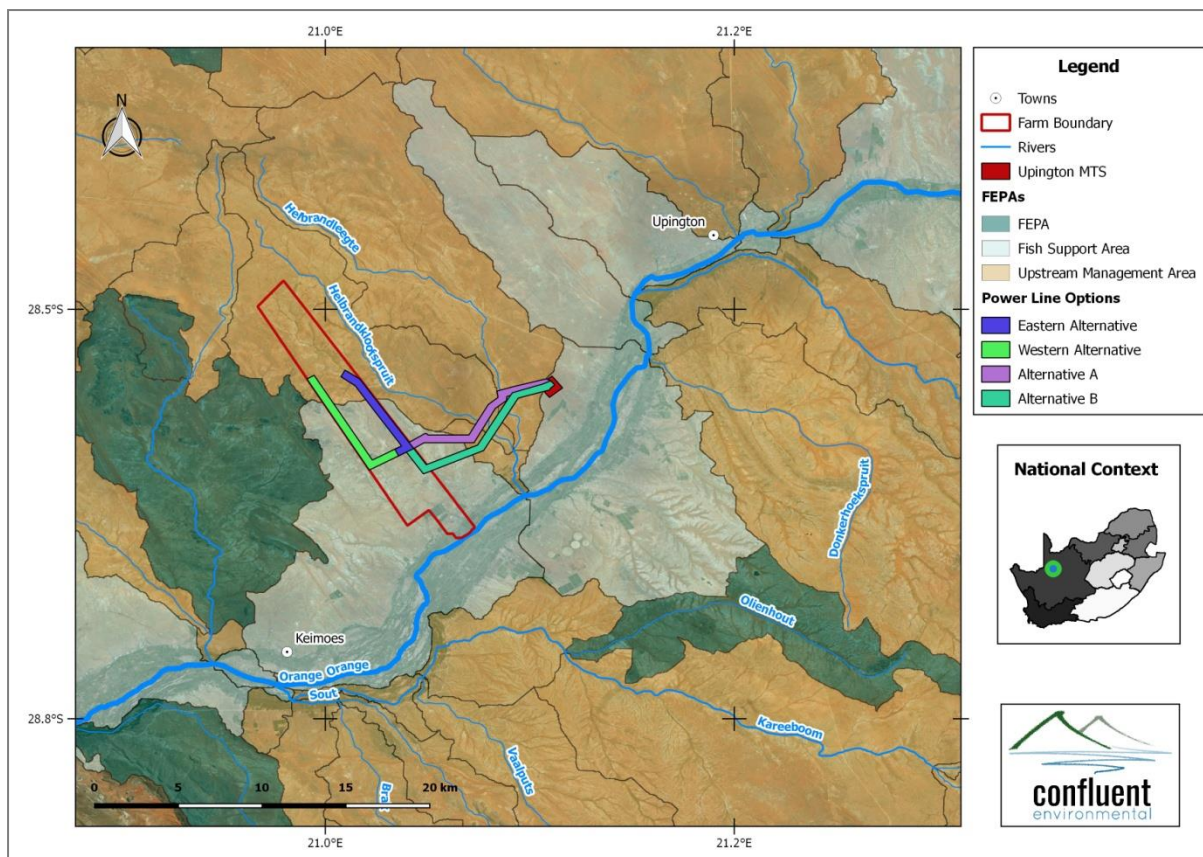 21.0°E
21.2°E
N
Helbrandleegte
Upington
28.5°S
Helbrandkloofspruit
Donkerhoekspruit
Olienhout
Keimoes
Orange Orange
Sout
28.8°S
Kareeboom
Vaalputs
Brak
0 5 10 15 20 km
21.0°E
21.2°E
Legend
Towns
Farm Boundary
Rivers
Upington MTS
FEPAs
FEPA
Fish Support Area
Upstream Management Area
Power Line Options
Eastern Alternative
Western Alternative
Alternative A
Alternative B
National Context
confluent
environmental